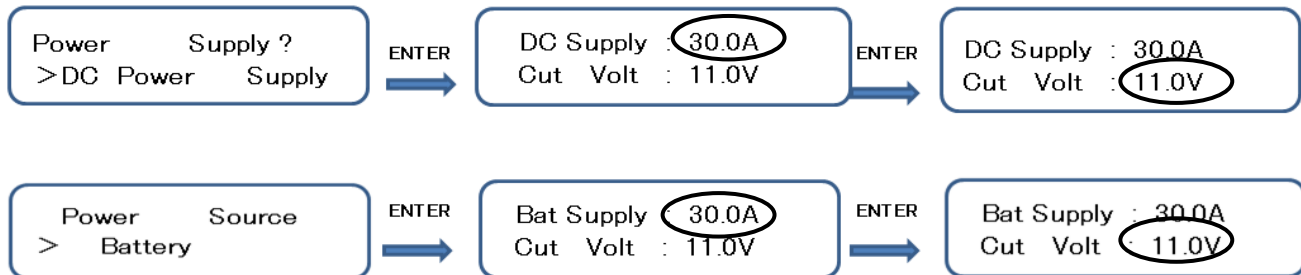 Power Supply ?
>DC Power Supply
ENTER
DC Supply : 30.0A
Cut Volt : 11.0V
ENTER
DC Supply : 30.0A
Cut Volt : 11.0V
Power Source
> Battery
ENTER
Bat Supply : 30.0A
Cut Volt : 11.0V
ENTER
Bat Supply : 30.0A
Cut Volt : 11.0V